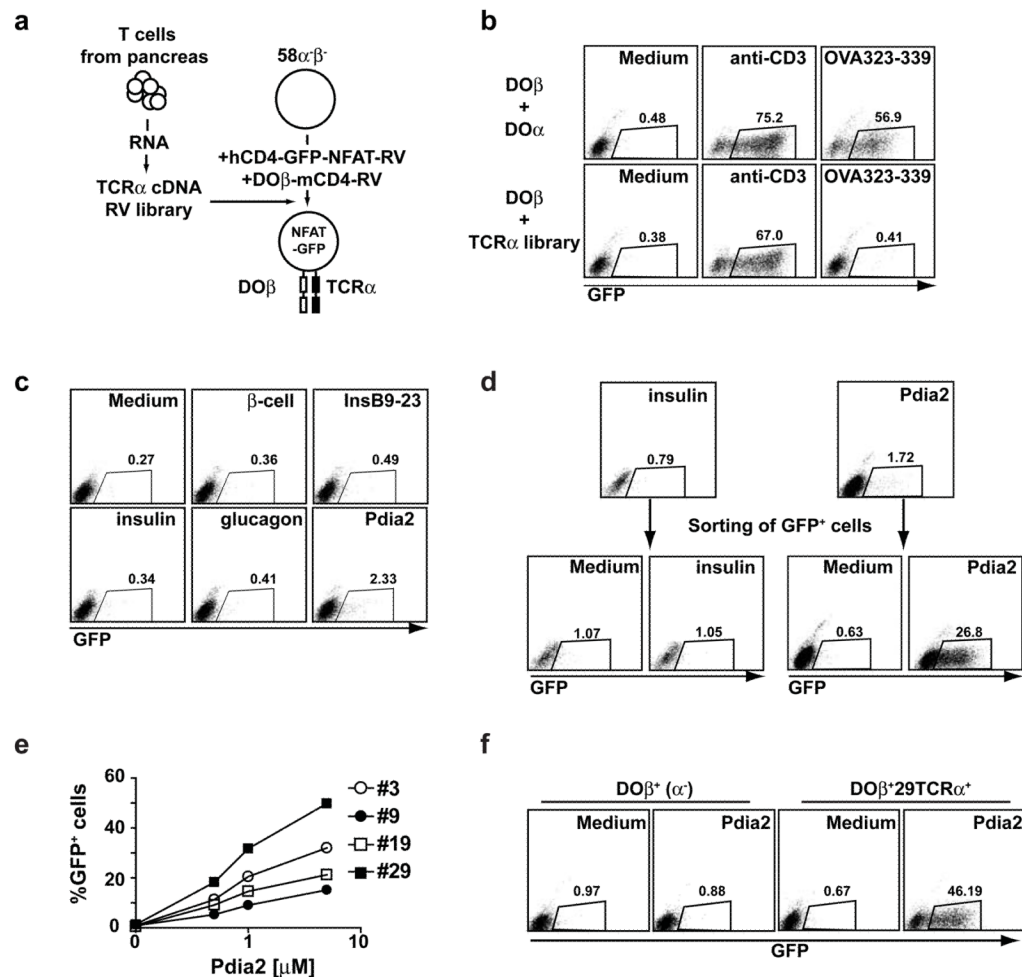 a
T cells
from pancreas
58α-β-
RNA
+hCD4-GFP-NFAT-RV
+DOβ-mCD4-RV
TCRα cDNA
RV library
NFAT
-GFP
DOβ
TCRα
b
Medium
anti-CD3
OVA323-339
DOβ
+
DOα
0.48
75.2
56.9
Medium
anti-CD3
OVA323-339
DOβ
+
TCRα library
0.38
67.0
0.41
GFP
c
Medium
β-cell
InsB9-23
0.27
0.36
0.49
insulin
glucagon
Pdia2
0.34
0.41
2.33
GFP
d
insulin
Pdia2
0.79
1.72
Sorting of GFP+ cells
Medium
insulin
Medium
Pdia2
1.07
1.05
0.63
26.8
GFP
GFP
e
%GFP+ cells
60
40
20
0
0
1
10
Pdia2 [μM]
#3
#9
#19
#29
f
DOβ+ (α-)
DOβ+29TCRα+
Medium
Pdia2
Medium
Pdia2
0.97
0.88
0.67
46.19
GFP